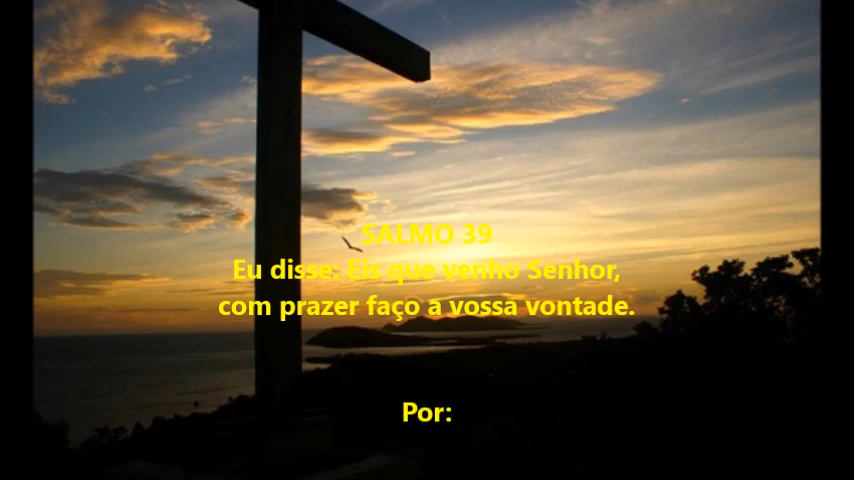 SALMO 39
Eu disse: Eis que venho Senhor,
com prazer faço a vossa vontade.
Por: